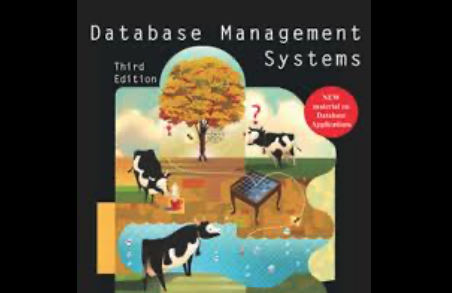 Database Management
Systems
Third
Edition
NEW
material on
Database
Applications
?
?